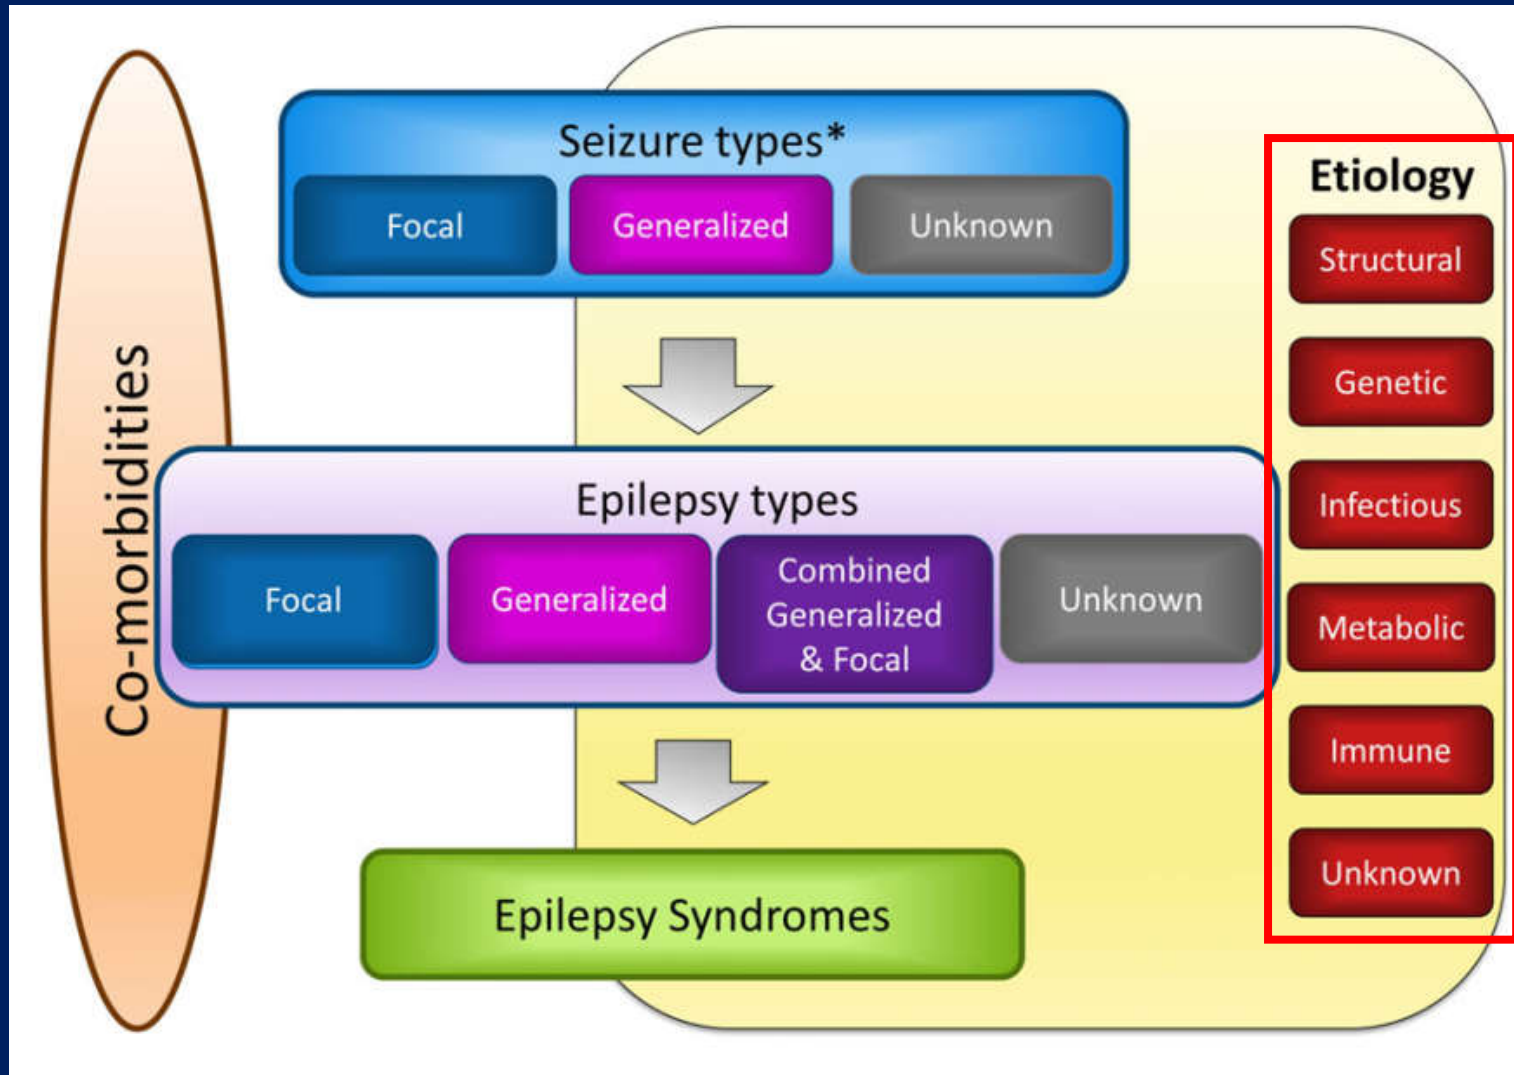 Seizure types*
Focal
Generalized
Unknown
Co-morbidities
Epilepsy types
Focal
Generalized
Combined
Generalized
& Focal
Unknown
Epilepsy Syndromes
Etiology
Structural
Genetic
Infectious
Metabolic
Immune
Unknown